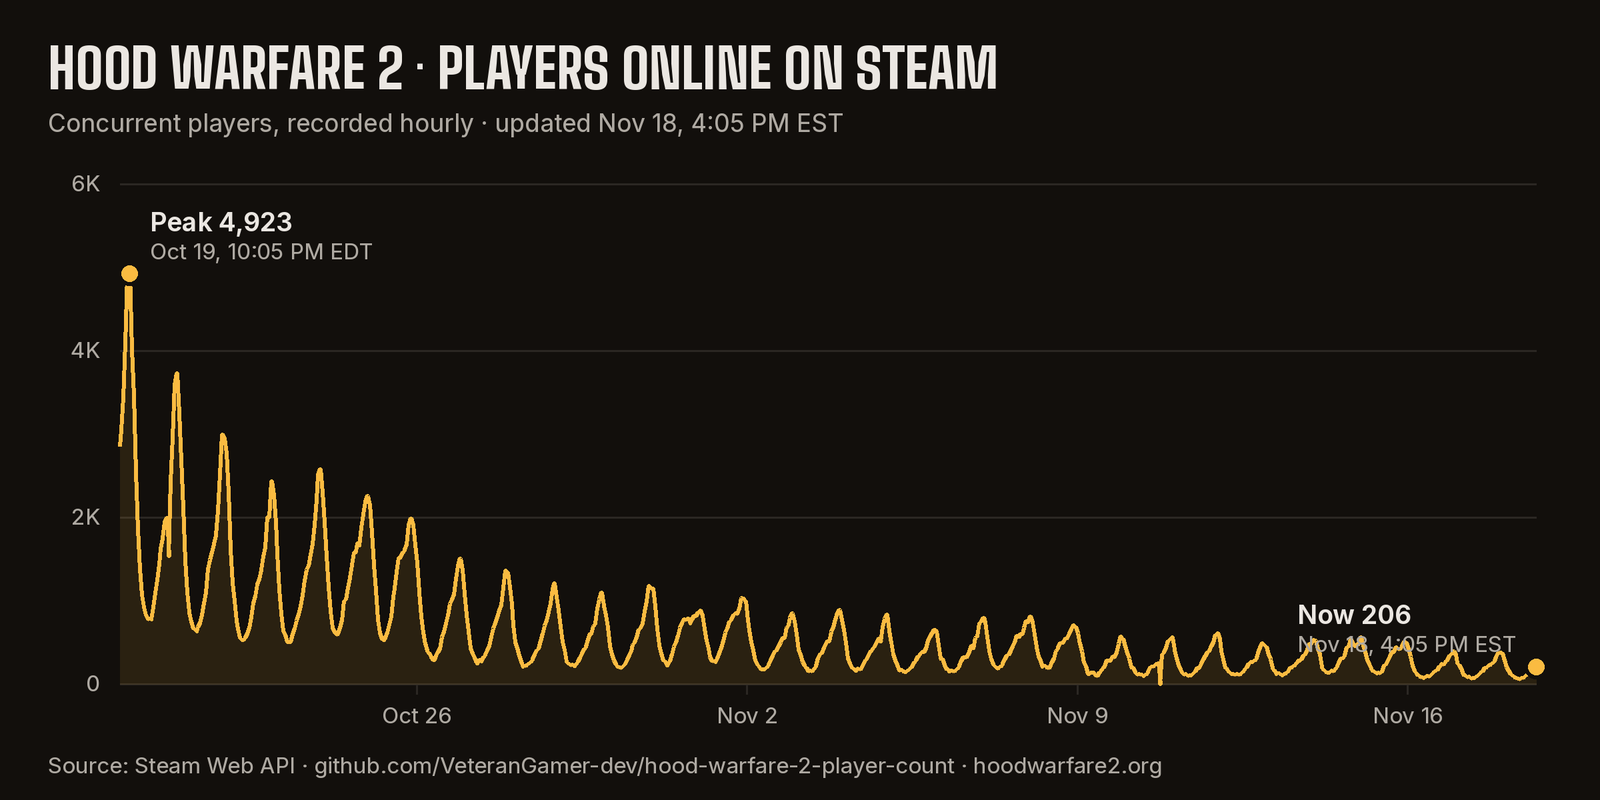 HOOD WARFARE 2 · PLAYERS ONLINE ON STEAM
Concurrent players, recorded hourly · updated Nov 18, 4:05 PM EST
6K
Peak 4,923
Oct 19, 10:05 PM EDT
4K
2K
Now 206
Nov 18, 4:05 PM EST
0
Oct 26 Nov 2 Nov 9 Nov 16
Source: Steam Web API · github.com/VeteranGamer-dev/hood-warfare-2-player-count · hoodwarfare2.org